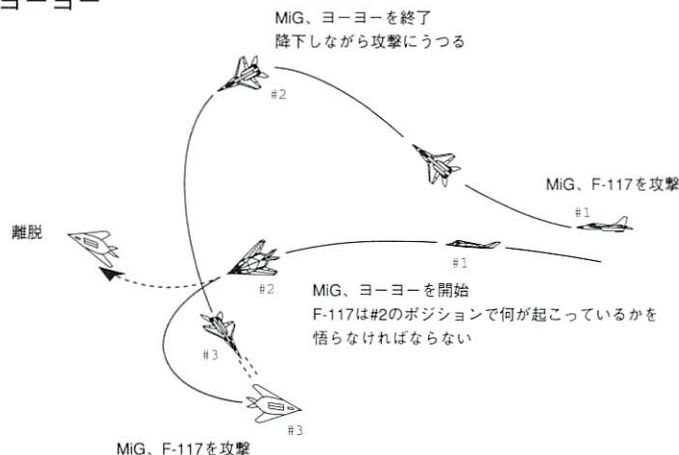 ヨーヨー
MiG、ヨーヨーを終了
降下しながら攻撃にうつる
#2
MiG、F-117を攻撃
#1
離脱
#1
#2
MiG、ヨーヨーを開始
F-117は#2のポジションで何が起こっているかを
悟らなければならない
#3
#3
MiG、F-117を攻撃